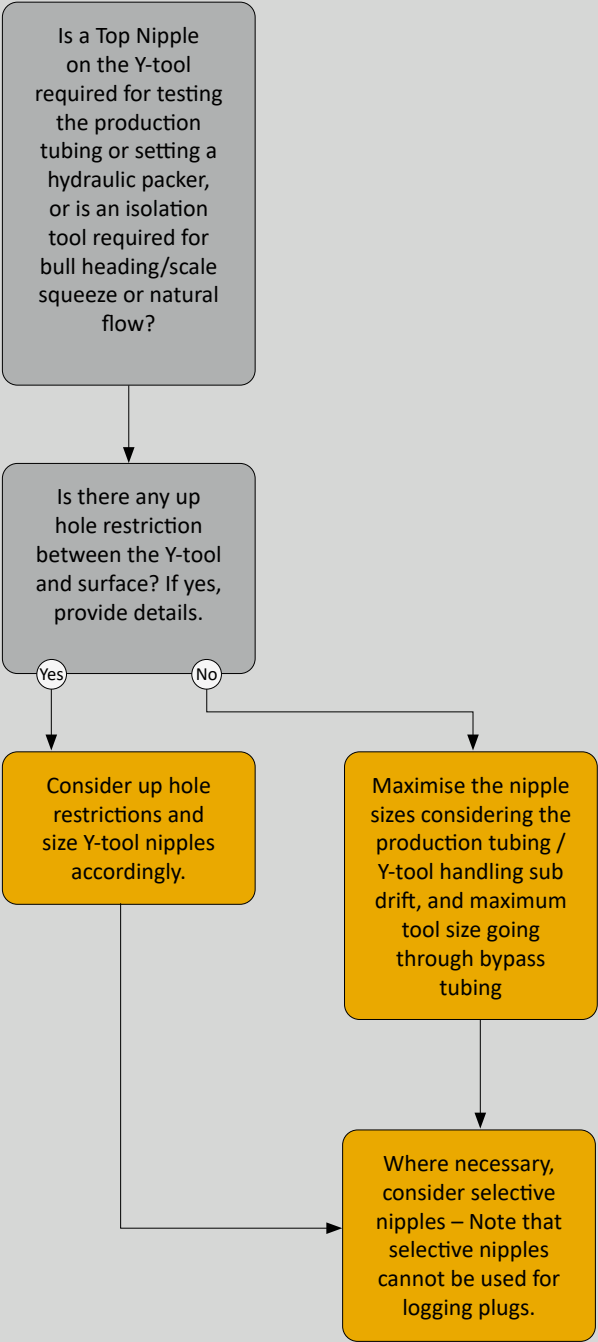 Is a Top Nipple
on the Y-tool
required for testing
the production
tubing or setting a
hydraulic packer,
or is an isolation
tool required for
bull heading/scale
squeeze or natural
flow?
Is there any up
hole restriction
between the Y-tool
and surface? If yes,
provide details.
Yes
No
Consider up hole
restrictions and
size Y-tool nipples
accordingly.
Maximise the nipple
sizes considering the
production tubing /
Y-tool handling sub
drift, and maximum
tool size going
through bypass
tubing
Where necessary,
consider selective
nipples – Note that
selective nipples
cannot be used for
logging plugs.